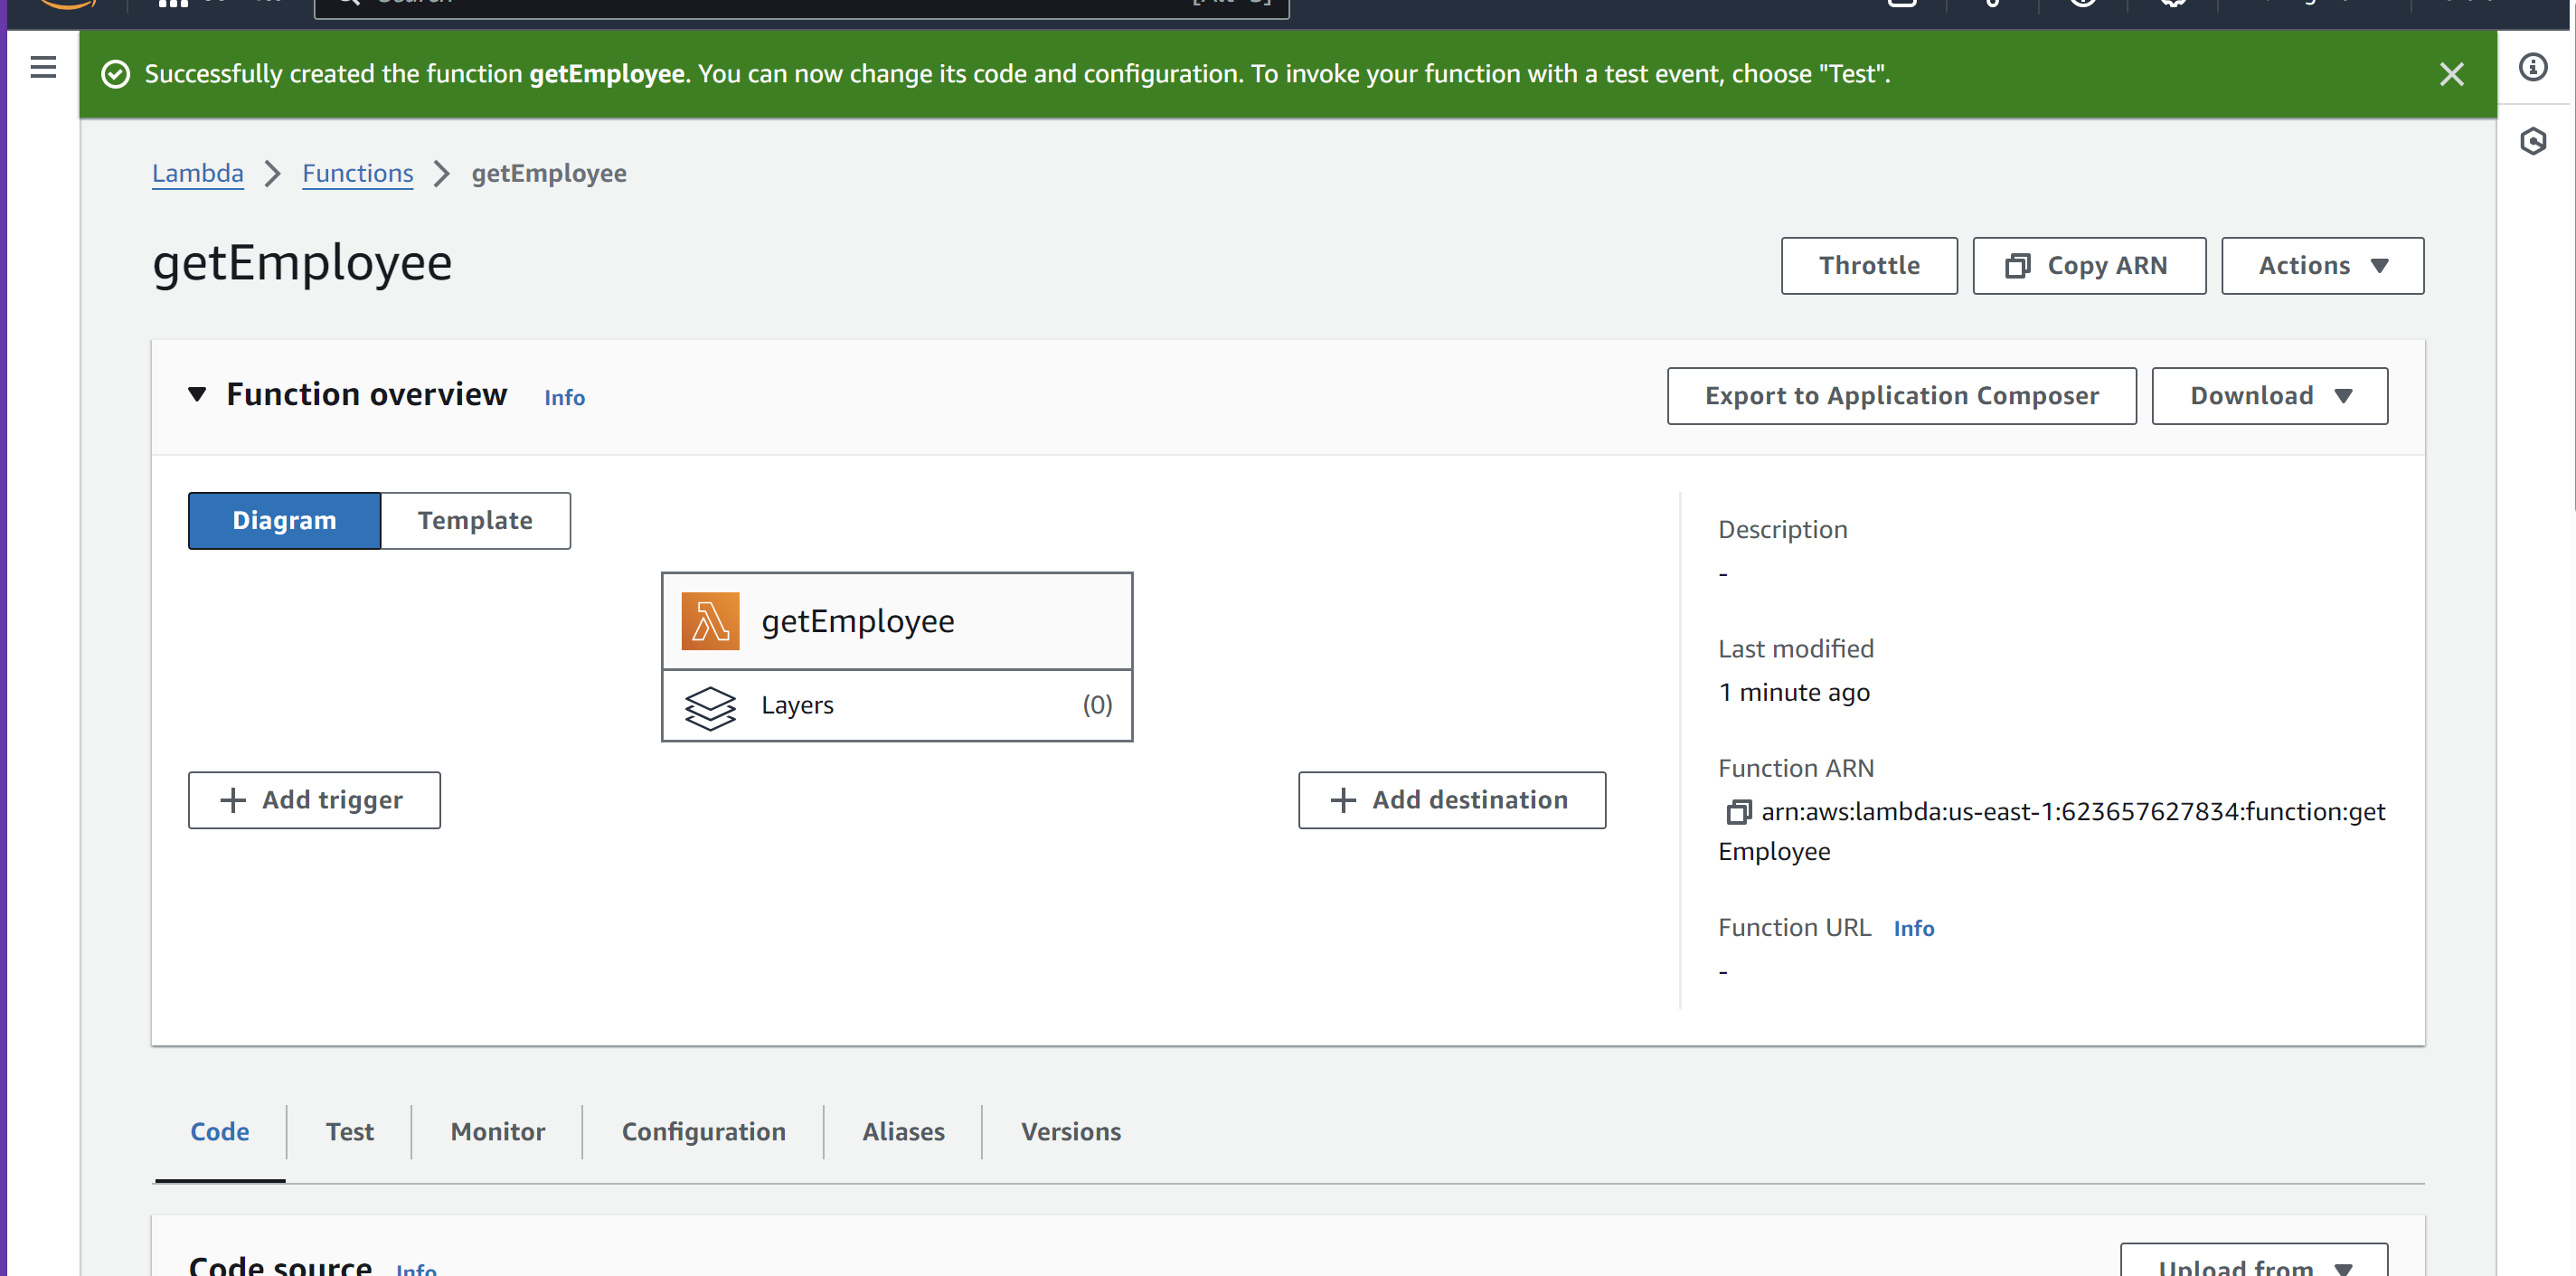 Successfully created the function getEmployee. You can now change its code and configuration. To invoke your function with a test event, choose "Test".
Lambda Functions getEmployee
getEmployee
Throttle Copy ARN Actions
Function overview Info
Export to Application Composer Download
Diagram Template
Description
-
getEmployee
Last modified
1 minute ago
Layers (0)
Function ARN
Add trigger Add destination
arn:aws:lambda:us-east-1:623657627834:function:get
Employee
Function URL Info
-
Code Test Monitor Configuration Aliases Versions
Code source Info
Upload from